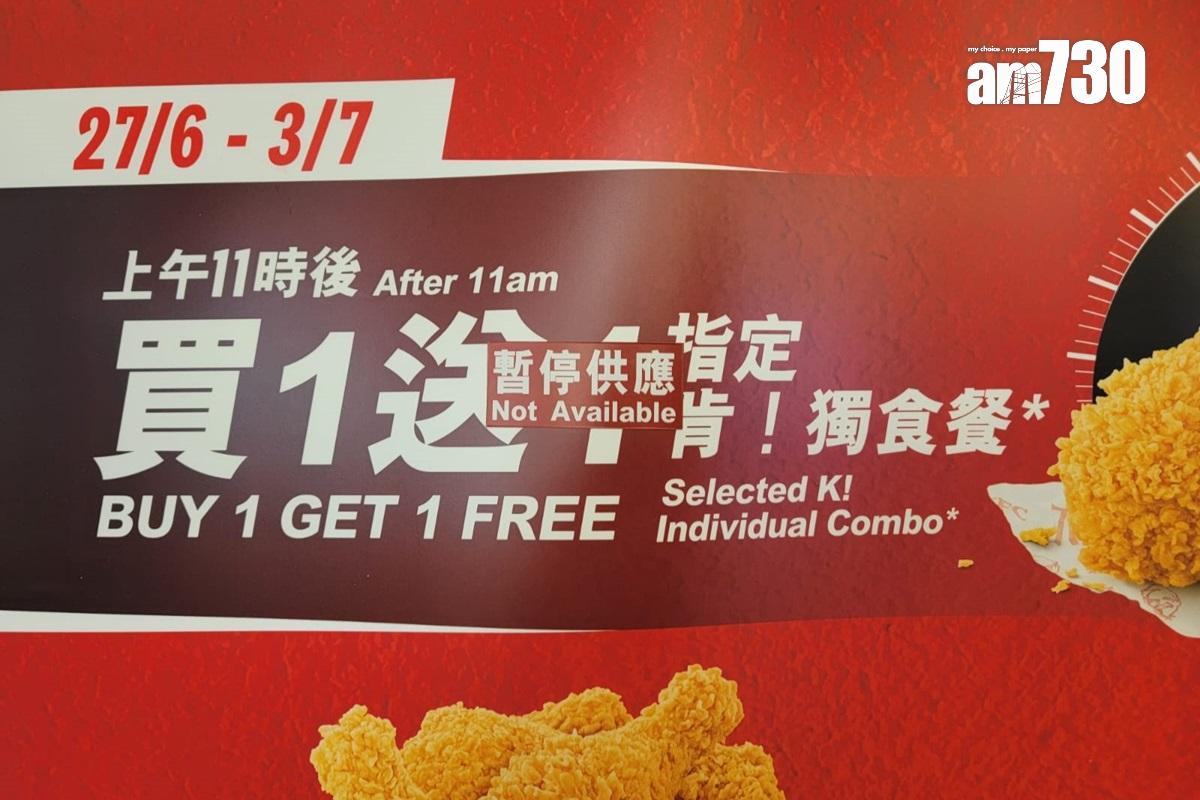 my choice . my paper
am730
27/6 - 3/7
上午11時後 After 11am
買1送1 指定
肯！獨食餐*
暫停供應
Not Available
BUY 1 GET 1 FREE
Selected K!
Individual Combo*